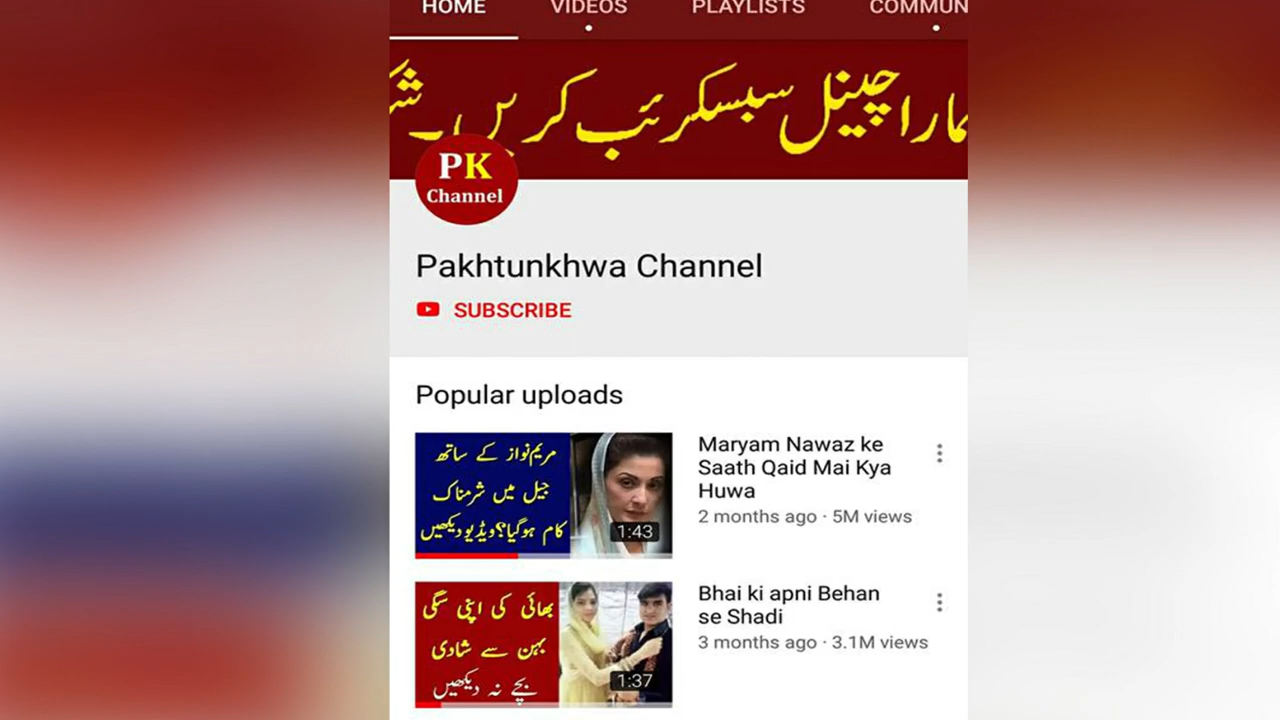 HOME VIDEOS PLAYLISTS COMMUN
ہمارا چینل سبسکرائب کریں۔
PK
Channel
Pakhtunkhwa Channel
SUBSCRIBE
Popular uploads
مریم نواز کے ساتھ
جیل میں شرمناک
کام ہوگیا؟ ویڈیو دیکھیں
1:43
Maryam Nawaz ke
Saath Qaid Mai Kya
Huwa
2 months ago · 5M views
بھائی کی اپنی سگی
بہن سے شادی
بچے نہ دیکھیں
1:37
Bhai ki apni Behan
se Shadi
3 months ago · 3.1M views